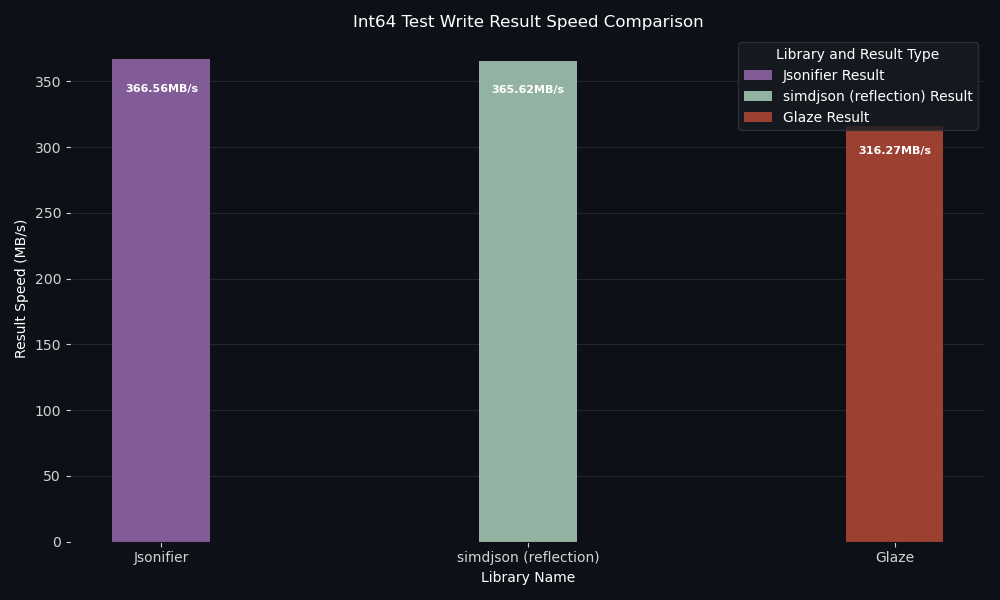 Int64 Test Write Result Speed Comparison
Library and Result Type
Jsonifier Result
simdjson (reflection) Result
Glaze Result
366.56MB/s
365.62MB/s
316.27MB/s
Result Speed (MB/s)
350
300
250
200
150
100
50
0
Jsonifier
simdjson (reflection)
Glaze
Library Name